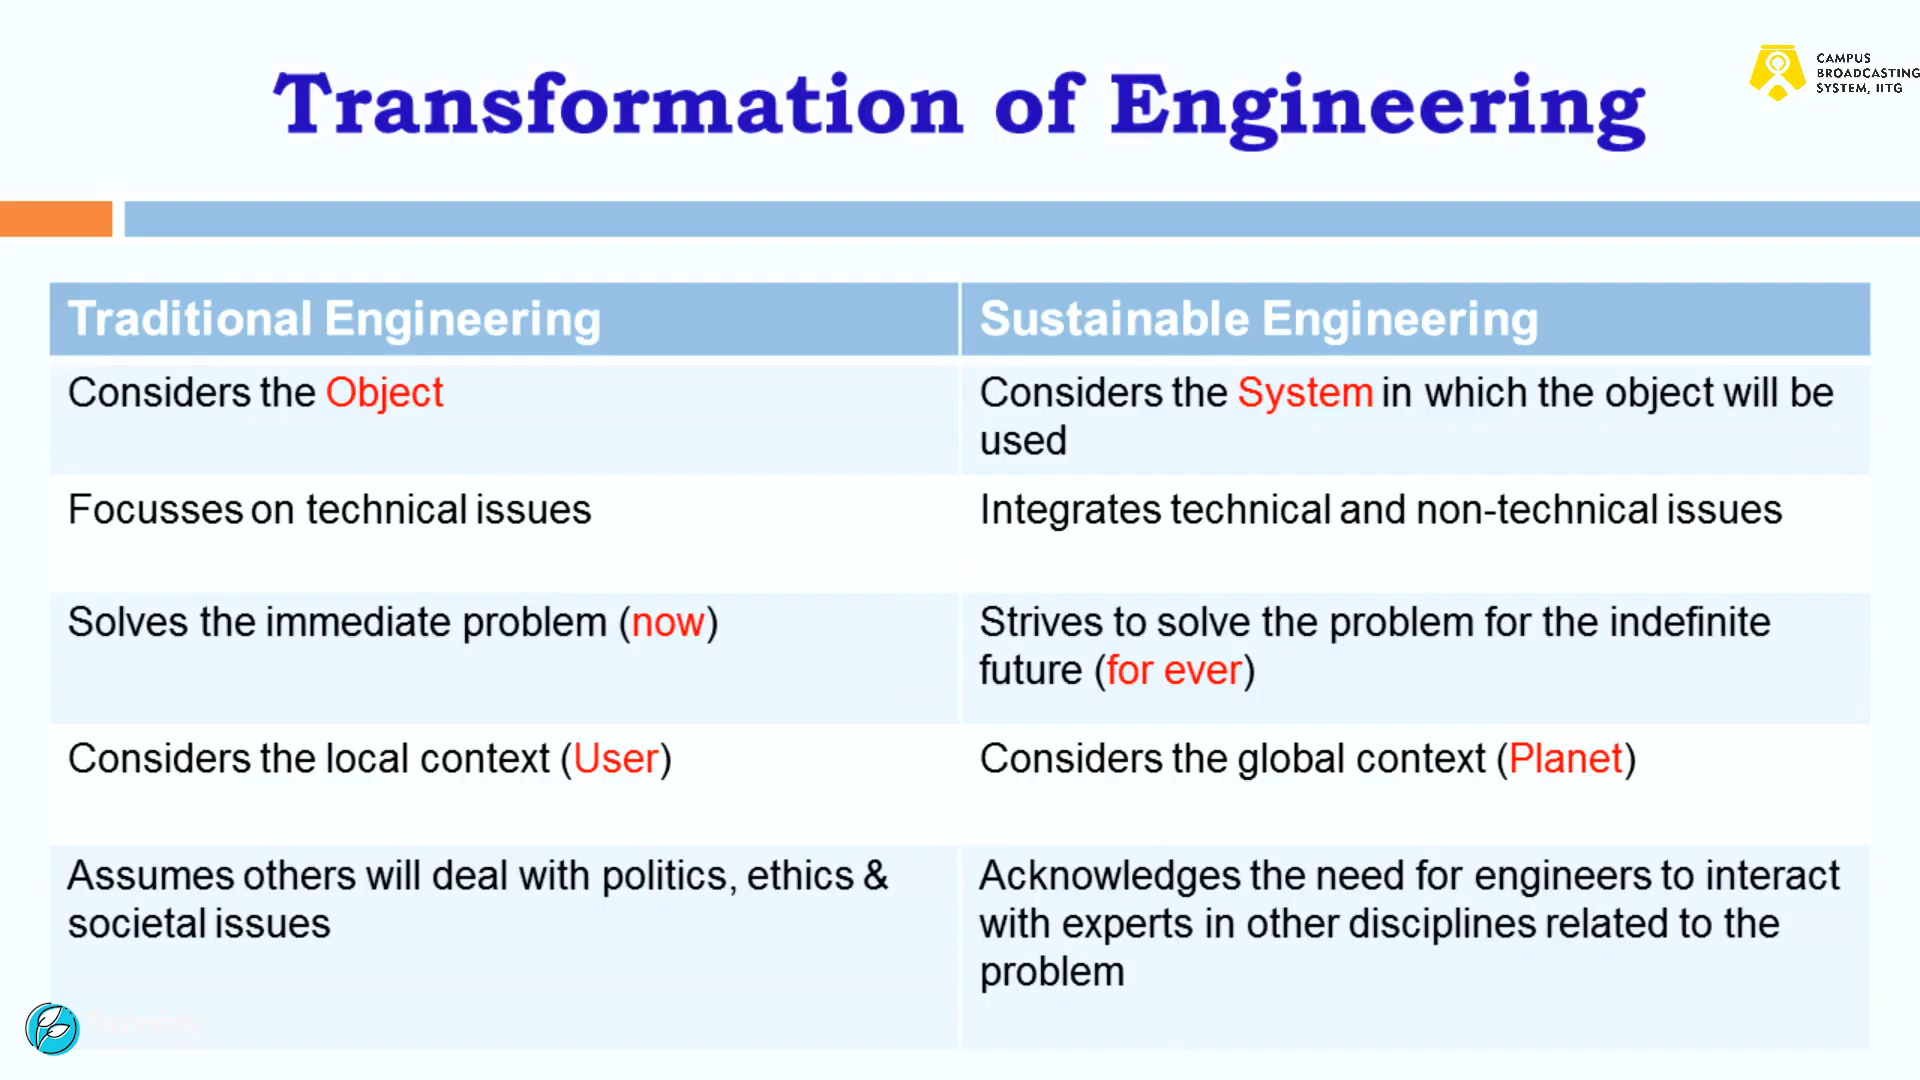 Transformation of Engineering
CAMPUS
BROADCASTING
SYSTEM, IITG
Traditional Engineering
Sustainable Engineering
Considers the Object
Considers the System in which the object will be
used
Focusses on technical issues
Integrates technical and non-technical issues
Solves the immediate problem (now)
Strives to solve the problem for the indefinite
future (for ever)
Considers the local context (User)
Considers the global context (Planet)
Assumes others will deal with politics, ethics &
societal issues
Acknowledges the need for engineers to interact
with experts in other disciplines related to the
problem